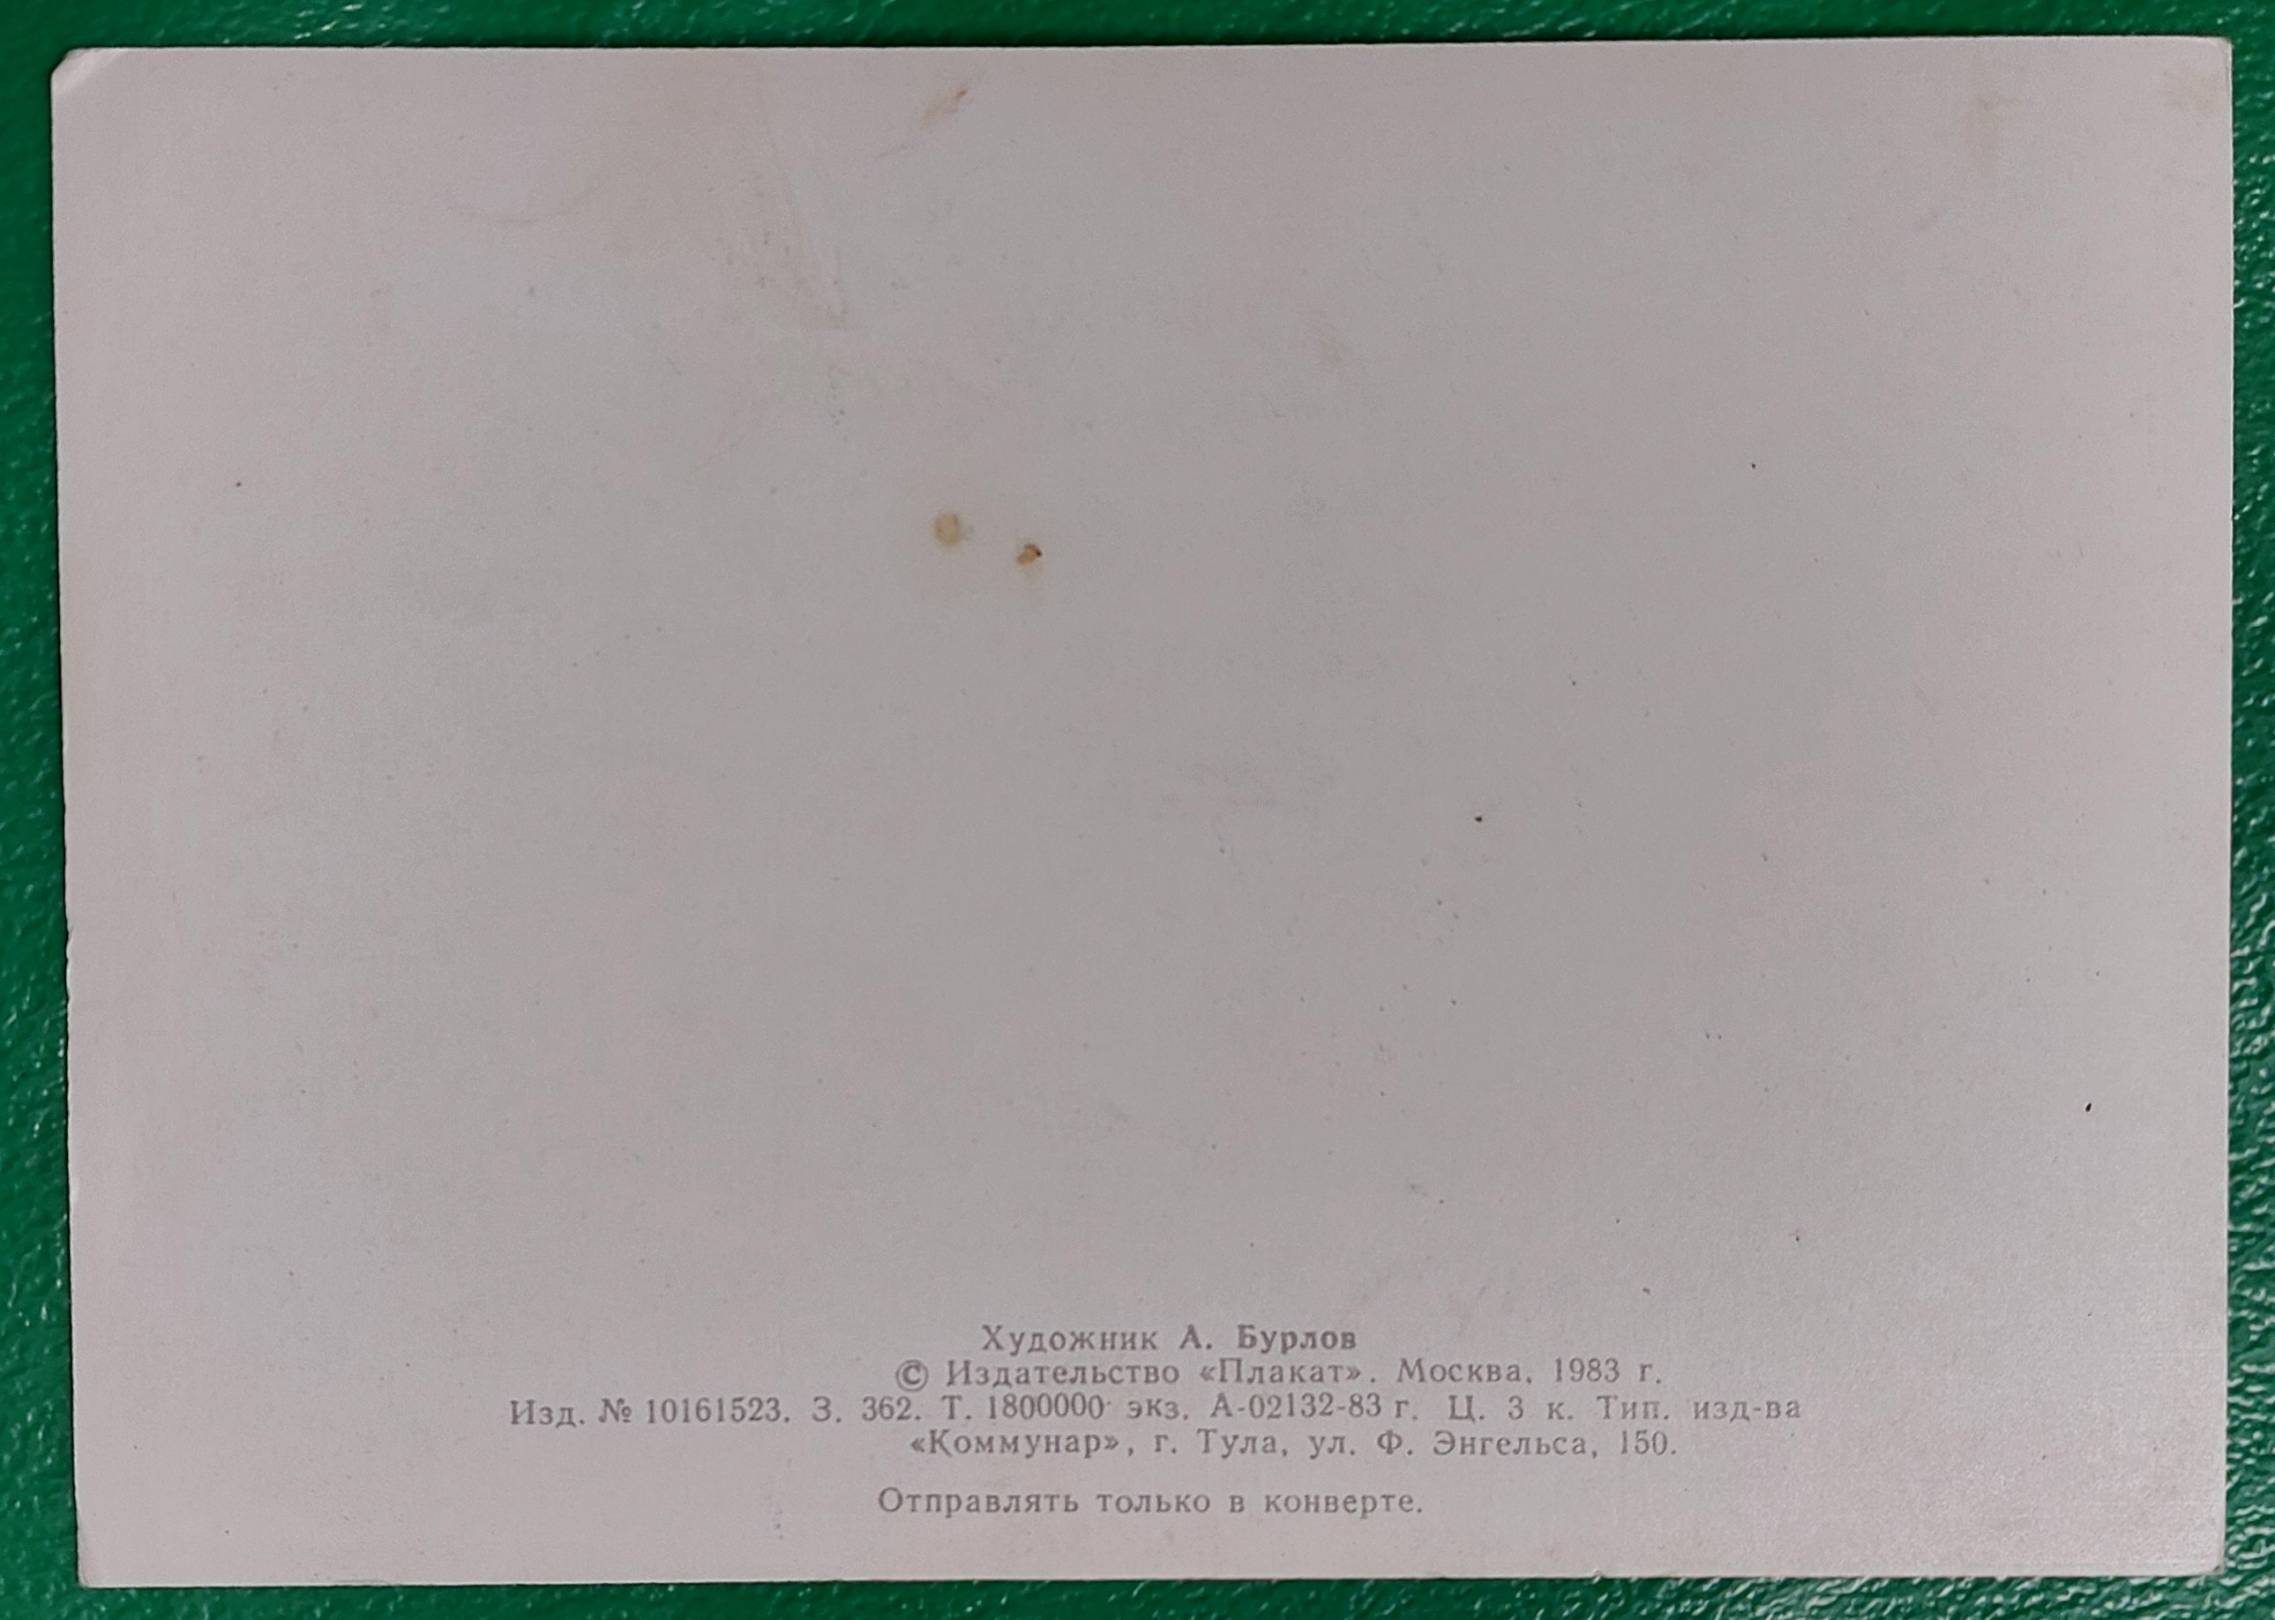 Художник А. Бурлов
© Издательство «Плакат». Москва. 1983 г.
Изд. № 10161523. З. 362. Т. 1800000 экз. А-02132-83 г. Ц. 3 к. Тип. изд-ва
«Коммунар», г. Тула, ул. Ф. Энгельса, 150.
Отправлять только в конверте.